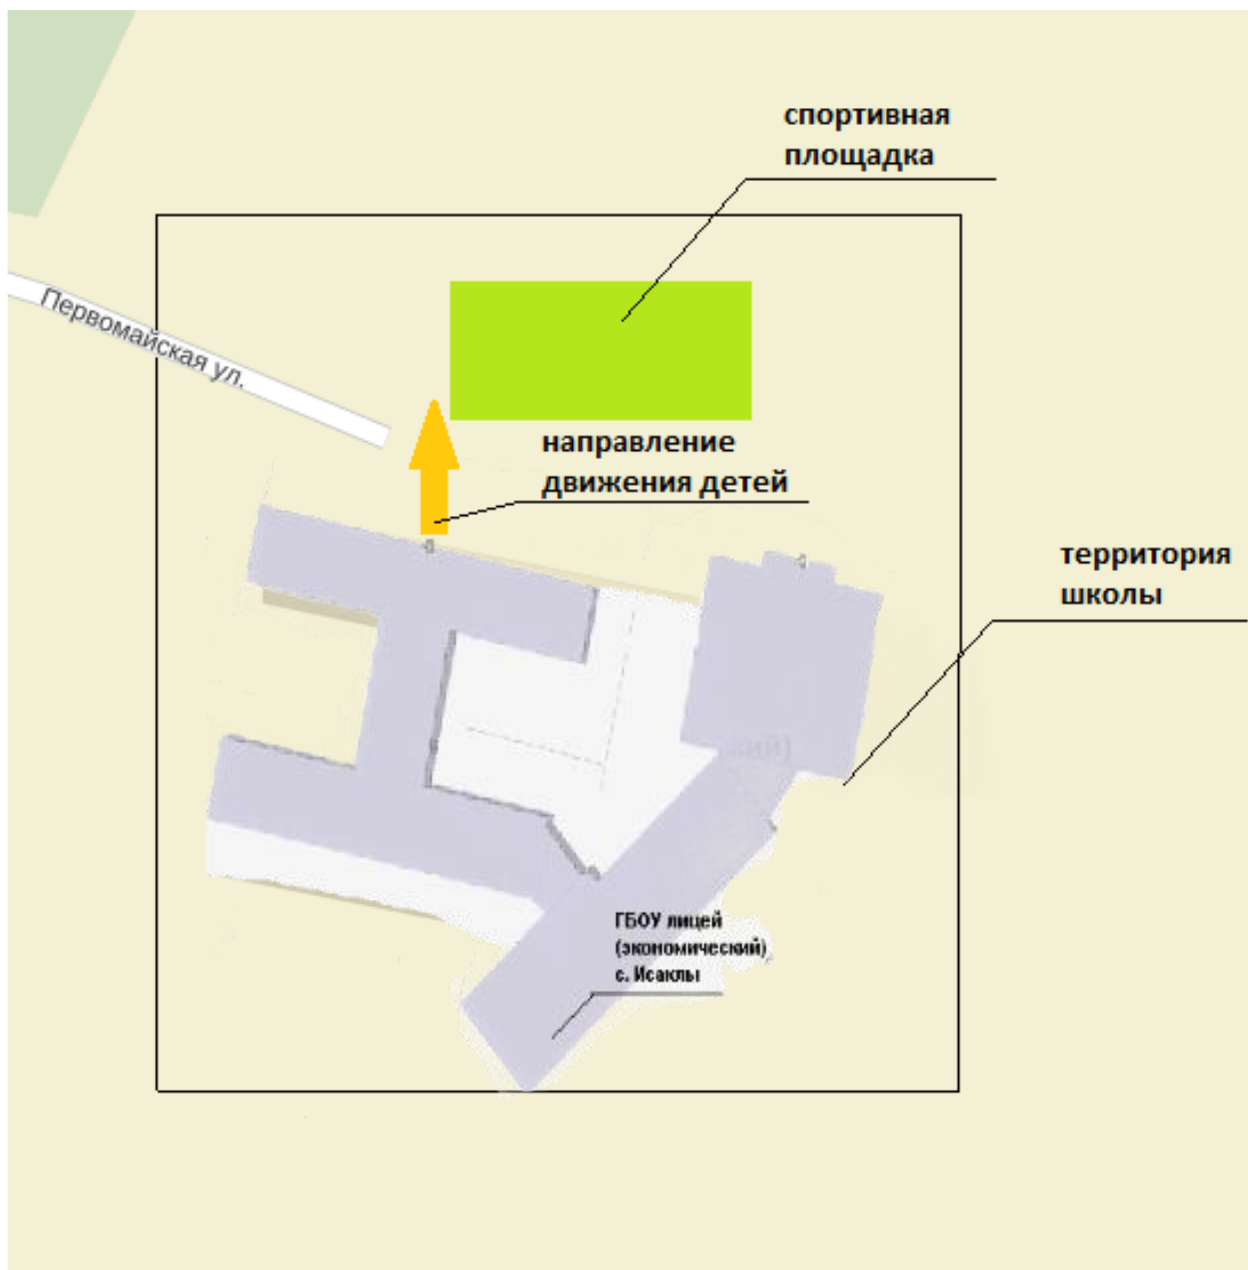 спортивная
площадка
Первомайская ул.
направление
движения детей
территория
школы
ГБОУ лицей
(экономический)
с. Исаклы